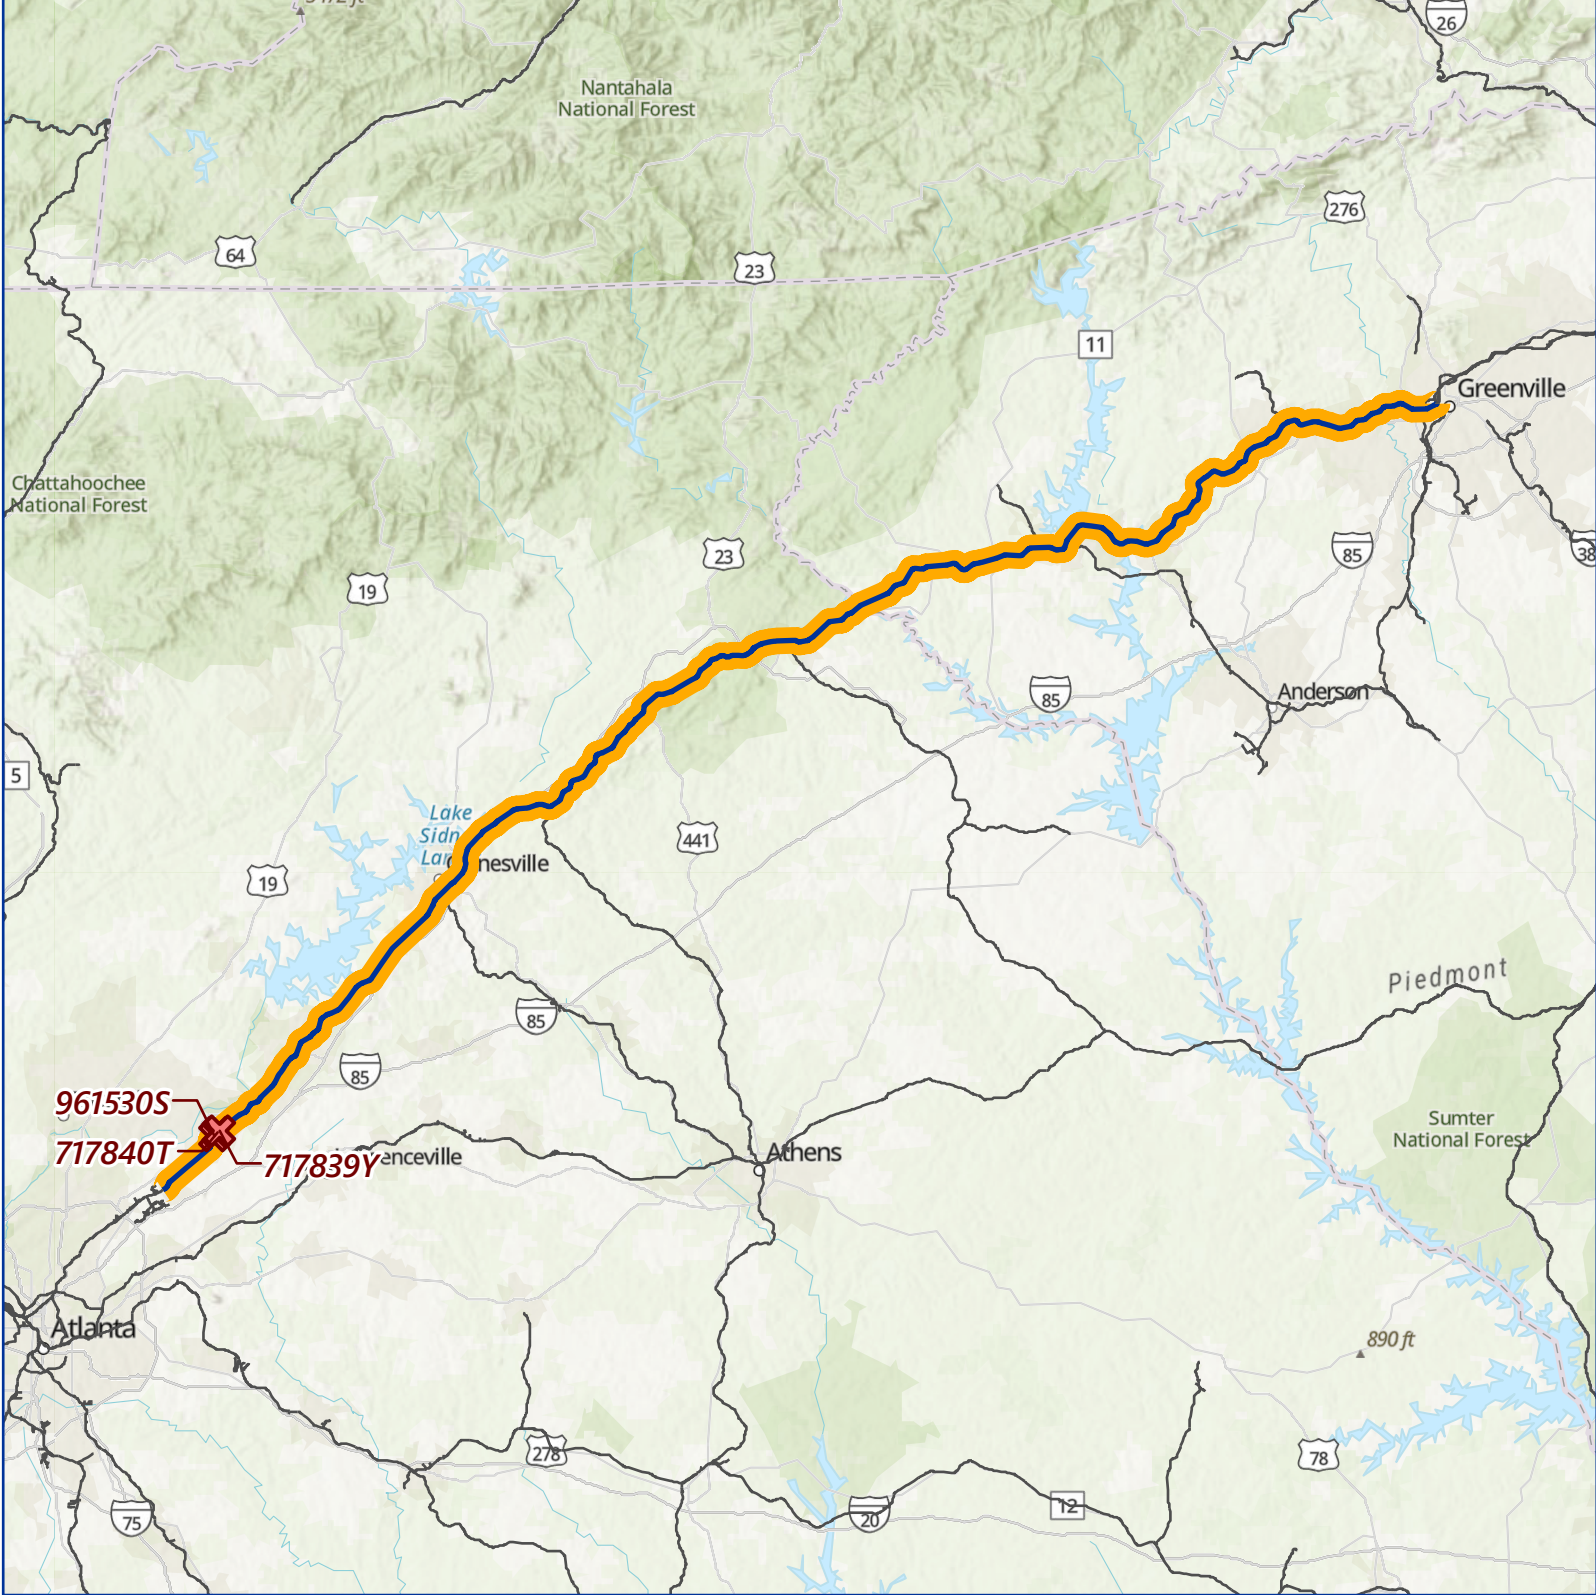 26
Nantahala
National Forest
276
64
23
11
Greenville
Chattahoochee
National Forest
23
85
19
Anderson
85
5
Lake
441
19
Piedmont
85
85
961530S
Sumter
National Forest
717840T
717839Y
Athens
Atlanta
890 ft
278
78
12
20
75